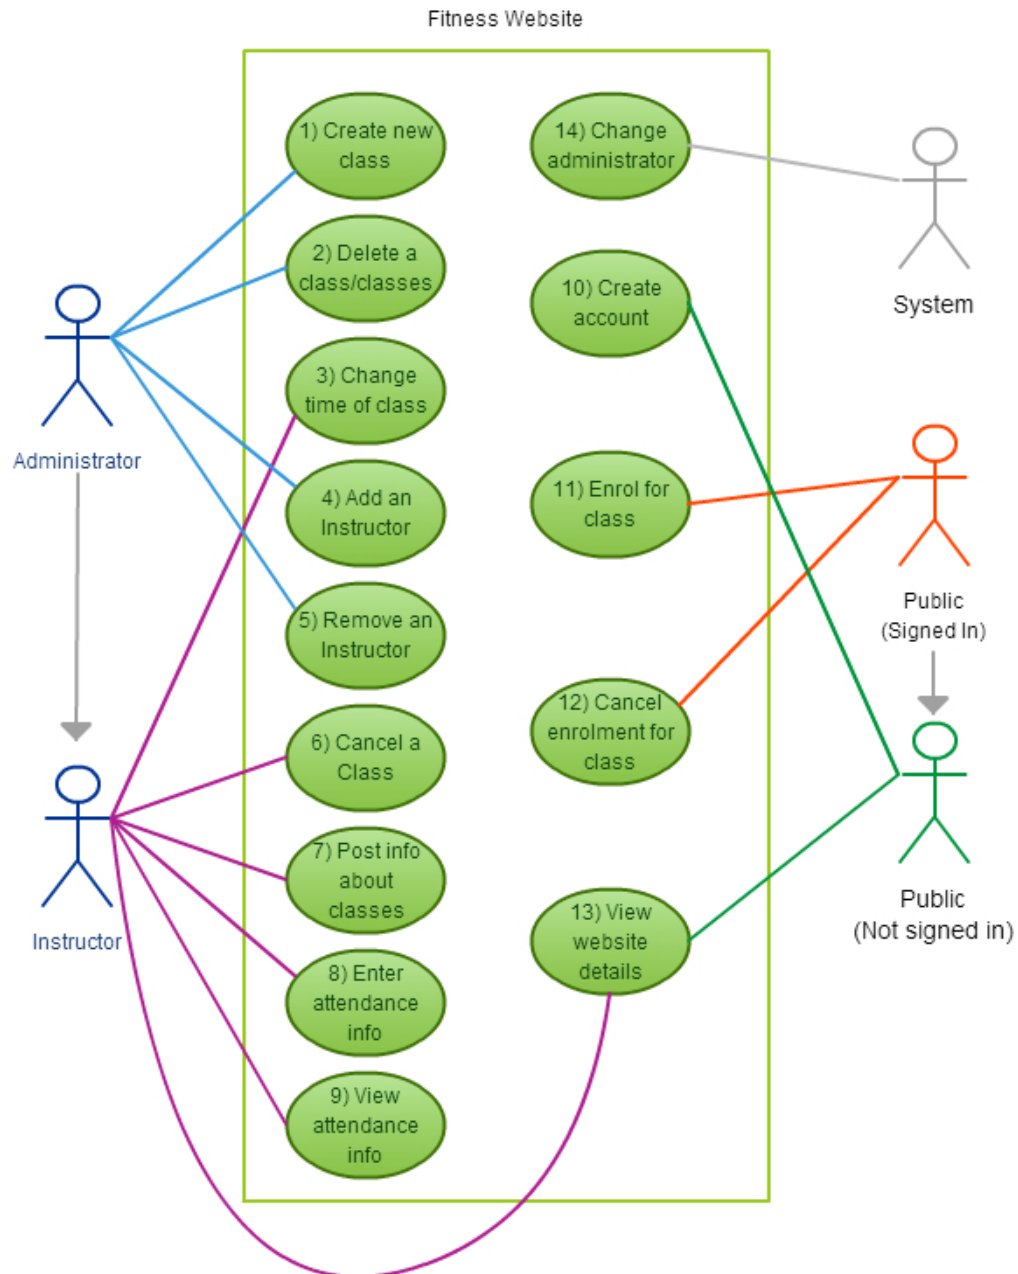 Fitness Website
1) Create new
class
2) Delete a
class/classes
3) Change
time of class
4) Add an
Instructor
5) Remove an
Instructor
6) Cancel a
Class
7) Post info
about
classes
8) Enter
attendance
info
9) View
attendance
info
14) Change
administrator
10) Create
account
11) Enrol for
class
12) Cancel
enrolment for
class
13) View
website
details
Administrator
Instructor
System
Public
(Signed In)
Public
(Not signed in)